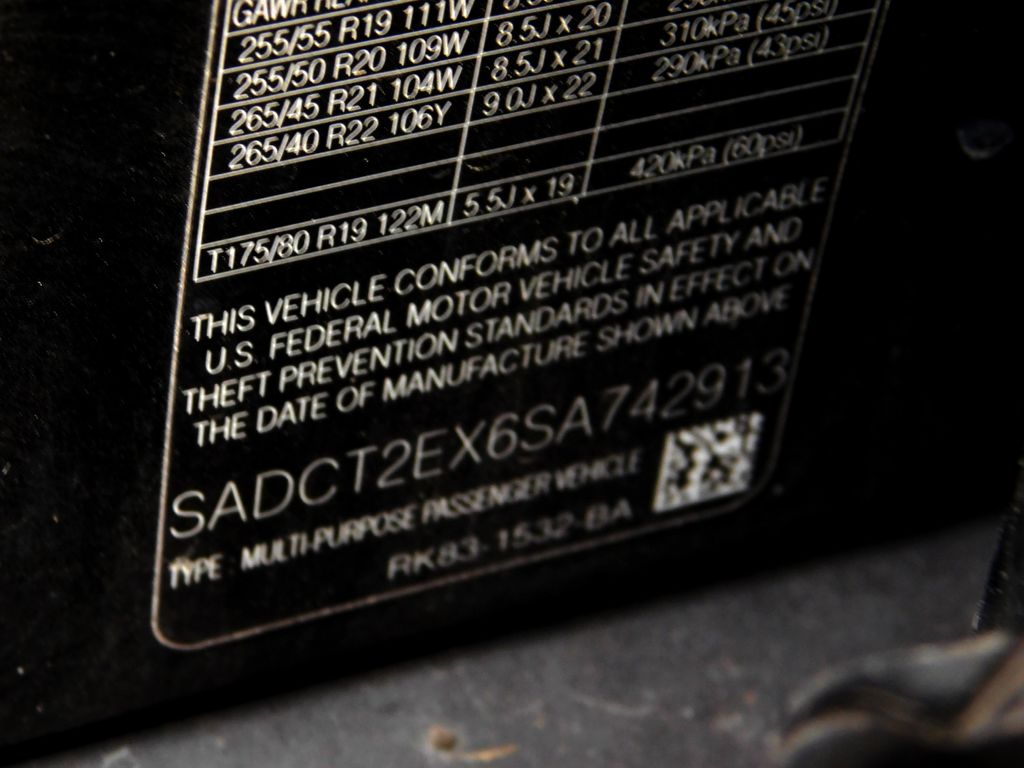 GAWR REAR
255/55 R19 111W 8.5J x 20
255/50 R20 109W 8.5J x 21 310kPa (45psi)
265/45 R21 104W 9.0J x 22 290kPa (43psi)
265/40 R22 106Y
T175/80 R19 122M 5.5J x 19 420kPa (60psi)
THIS VEHICLE CONFORMS TO ALL APPLICABLE
U.S. FEDERAL MOTOR VEHICLE SAFETY AND
THEFT PREVENTION STANDARDS IN EFFECT ON
THE DATE OF MANUFACTURE SHOWN ABOVE
SADCT2EX6SA742913
TYPE: MULTI-PURPOSE PASSENGER VEHICLE
RK83-1532-BA